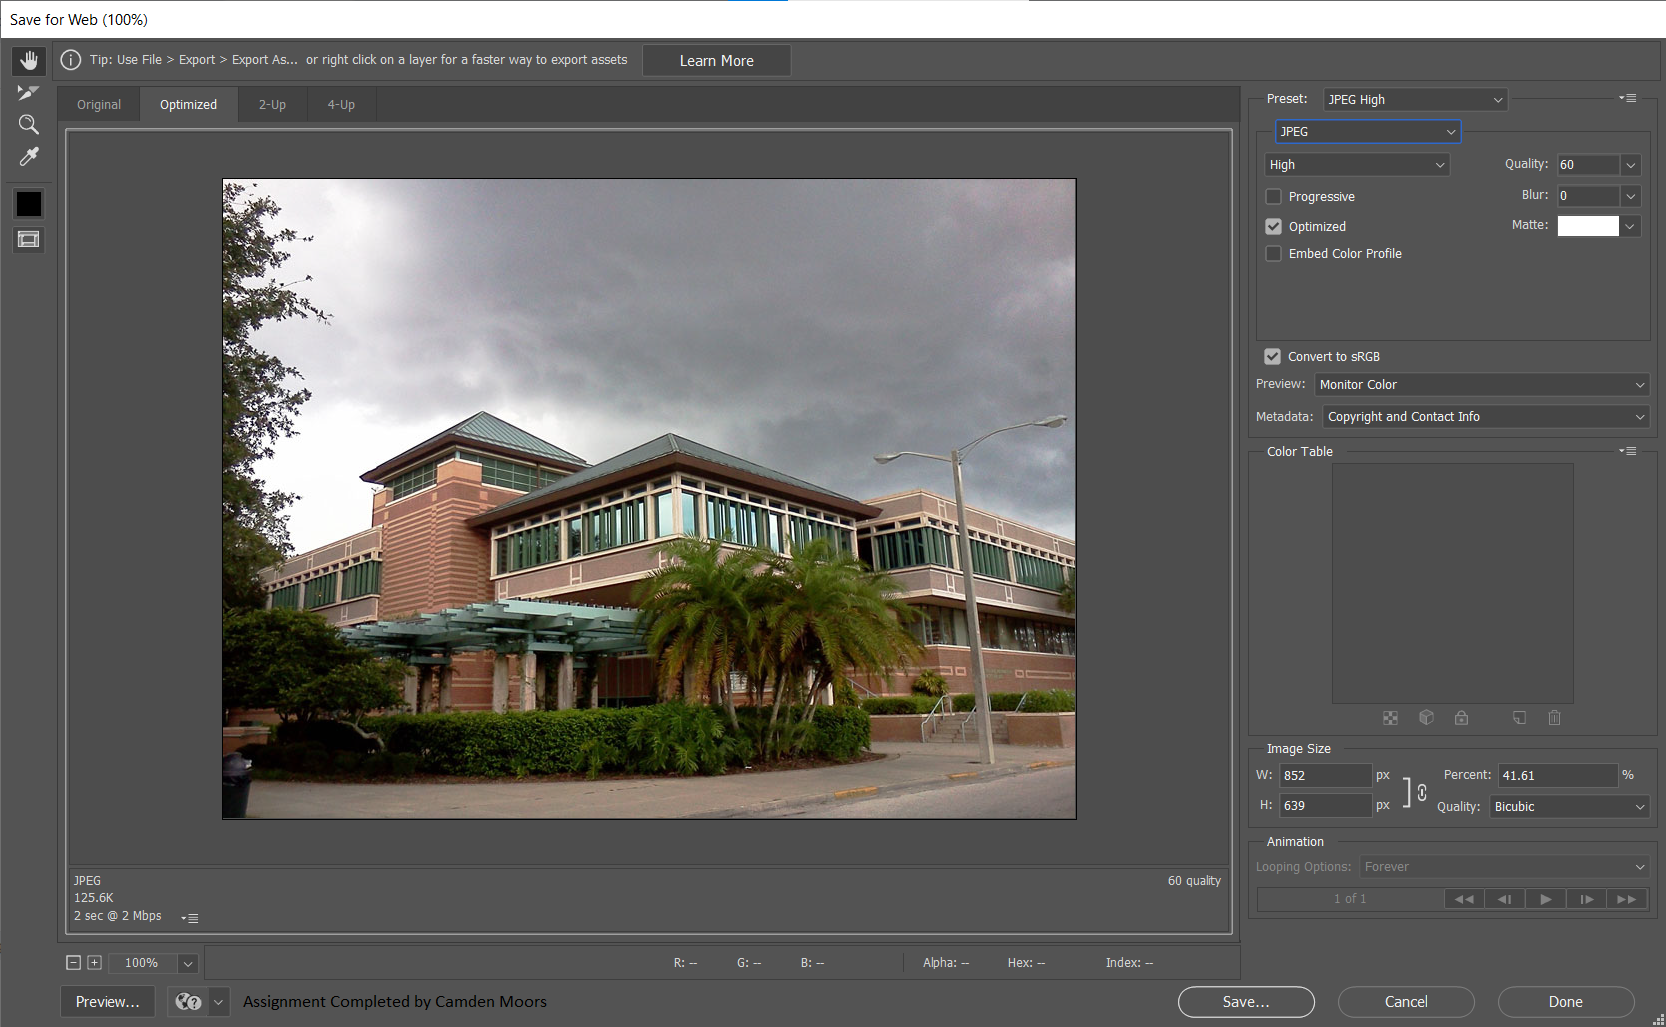 Save for Web (100%)
Tip: Use File > Export > Export As... or right click on a layer for a faster way to export assets
Learn More
Original
Optimized
2-Up
4-Up
Preset: JPEG High
JPEG
High
Quality: 60
Progressive
Blur: 0
Optimized
Matte:
Embed Color Profile
Convert to sRGB
Preview: Monitor Color
Metadata: Copyright and Contact Info
Color Table
Image Size
W: 852 px
Percent: 41.61 %
H: 639 px
Quality: Bicubic
Animation
Looping Options: Forever
1 of 1
JPEG
60 quality
125.6K
2 sec @ 2 Mbps
100%
R: --
G: --
B: --
Alpha: --
Hex: --
Index: --
Preview...
Assignment Completed by Camden Moors
Save...
Cancel
Done